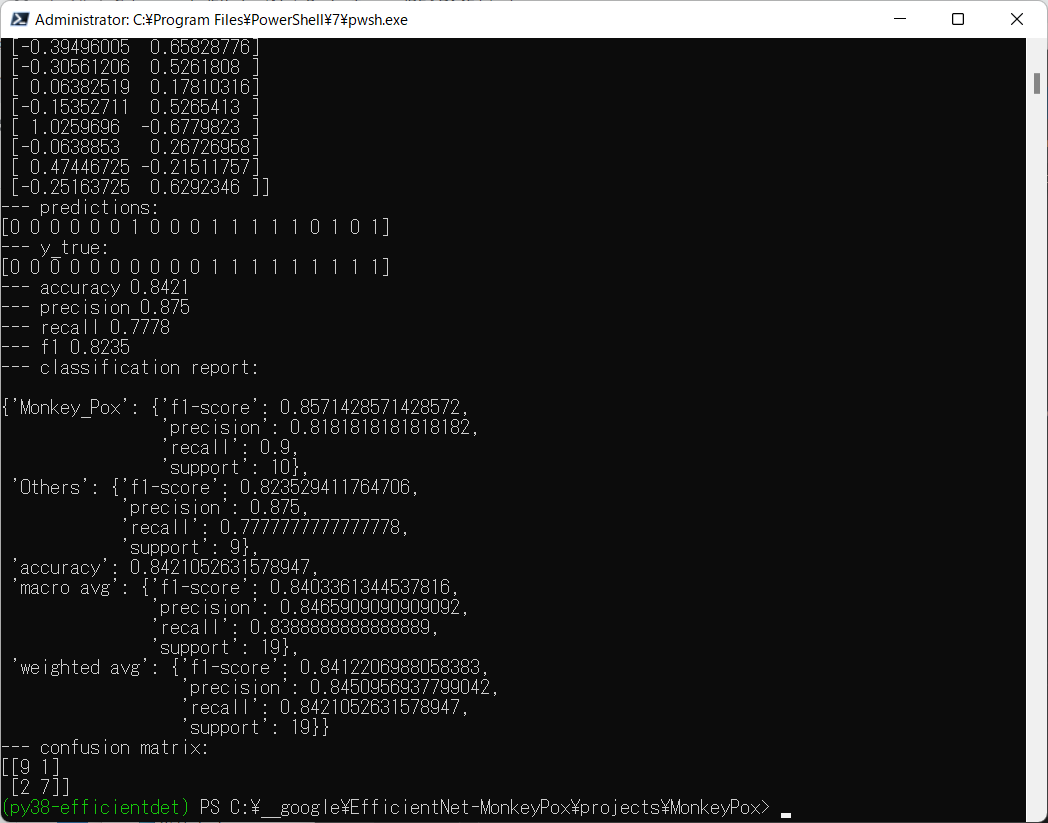 Administrator: C:¥Program Files¥PowerShell¥7¥pwsh.exe
[-0.39496005  0.65828776]
[-0.30561206  0.5261808 ]
[ 0.06382519  0.17810316]
[-0.15352711  0.5265413 ]
[ 1.0259696  -0.6779823 ]
[-0.0638853   0.26726958]
[ 0.47446725 -0.21511757]
[-0.25163725  0.6292346 ]]
--- predictions:
[0 0 0 0 0 0 1 0 0 0 1 1 1 1 1 0 1 0 1]
--- y_true:
[0 0 0 0 0 0 0 0 0 0 1 1 1 1 1 1 1 1 1]
--- accuracy 0.8421
--- precision 0.875
--- recall 0.7778
--- f1 0.8235
--- classification report:
{'Monkey_Pox': {'f1-score': 0.8571428571428572,
'precision': 0.8181818181818182,
'recall': 0.9,
'support': 10},
'Others': {'f1-score': 0.823529411764706,
'precision': 0.875,
'recall': 0.7777777777777778,
'support': 9},
'accuracy': 0.8421052631578947,
'macro avg': {'f1-score': 0.8403361344537816,
'precision': 0.8465909090909092,
'recall': 0.8388888888888889,
'support': 19},
'weighted avg': {'f1-score': 0.8412206988058383,
'precision': 0.8450956937799042,
'recall': 0.8421052631578947,
'support': 19}}
--- confusion matrix:
[[9 1]
[2 7]]
(py38-efficientdet) PS C:¥__google¥EfficientNet-MonkeyPox¥projects¥MonkeyPox>